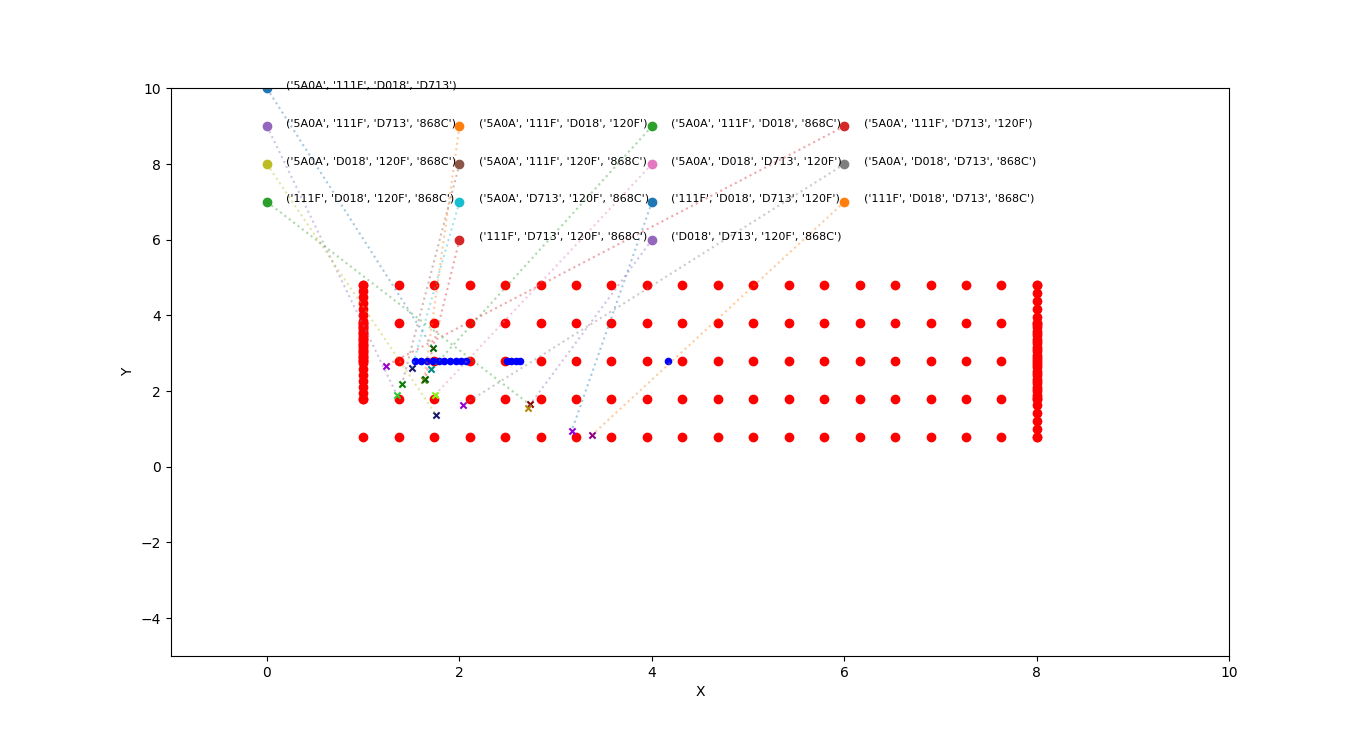 ('5A0A', '111F', 'D018', 'D713')
('5A0A', '111F', 'D713', '868C')
('5A0A', '111F', 'D018', '120F')
('5A0A', '111F', 'D018', '868C')
('5A0A', '111F', 'D713', '120F')
('5A0A', 'D018', '120F', '868C')
('5A0A', '111F', '120F', '868C')
('5A0A', 'D018', 'D713', '120F')
('5A0A', 'D018', 'D713', '868C')
('111F', 'D018', '120F', '868C')
('5A0A', 'D713', '120F', '868C')
('111F', 'D018', 'D713', '120F')
('111F', 'D018', 'D713', '868C')
('111F', 'D713', '120F', '868C')
('D018', 'D713', '120F', '868C')
10
8
6
4
2
0
−2
−4
Y
0 2 4 6 8 10
X